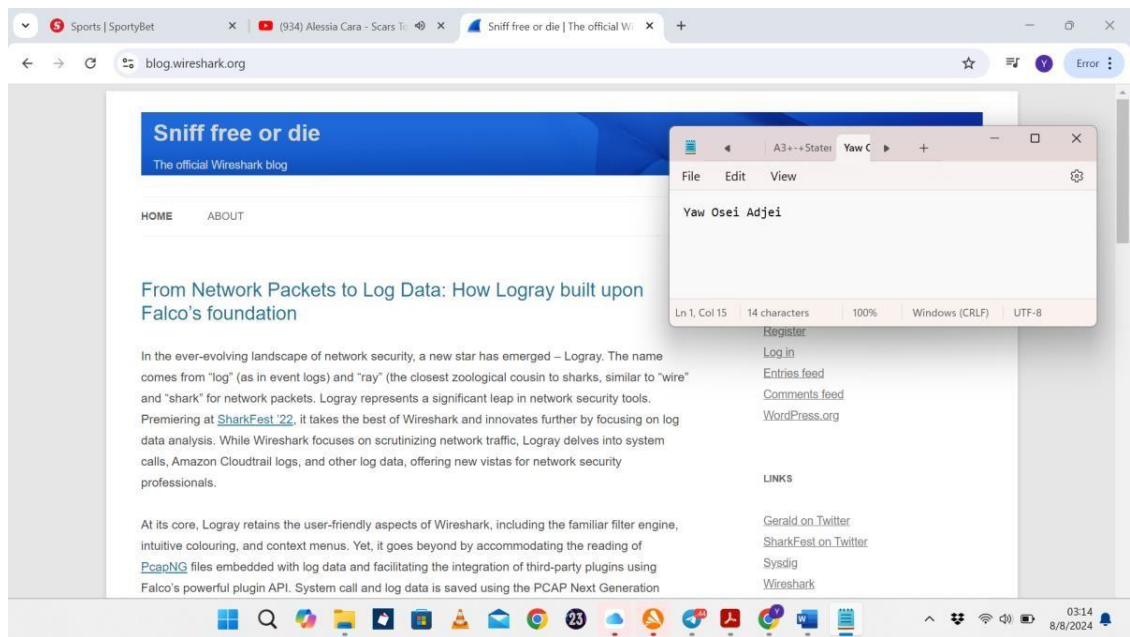 Sports | SportyBet
(934) Alessia Cara - Scars To
Sniff free or die | The official Wi
blog.wireshark.org
Y
Error
Sniff free or die
The official Wireshark blog
HOME ABOUT
A3+-+Stater
Yaw O
File Edit View
Yaw Osei Adjei
Ln 1, Col 15 14 characters 100% Windows (CRLF) UTF-8
From Network Packets to Log Data: How Logray built upon
Falco's foundation
In the ever-evolving landscape of network security, a new star has emerged – Logray. The name
comes from "log" (as in event logs) and "ray" (the closest zoological cousin to sharks, similar to "wire"
and "shark" for network packets. Logray represents a significant leap in network security tools.
Premiering at SharkFest '22, it takes the best of Wireshark and innovates further by focusing on log
data analysis. While Wireshark focuses on scrutinizing network traffic, Logray delves into system
calls, Amazon Cloudtrail logs, and other log data, offering new vistas for network security
professionals.
At its core, Logray retains the user-friendly aspects of Wireshark, including the familiar filter engine,
intuitive colouring, and context menus. Yet, it goes beyond by accommodating the reading of
PcapNG files embedded with log data and facilitating the integration of third-party plugins using
Falco's powerful plugin API. System call and log data is saved using the PCAP Next Generation
Register
Log in
Entries feed
Comments feed
WordPress.org
LINKS
Gerald on Twitter
SharkFest on Twitter
Sysdig
Wireshark
23
03:14
8/8/2024